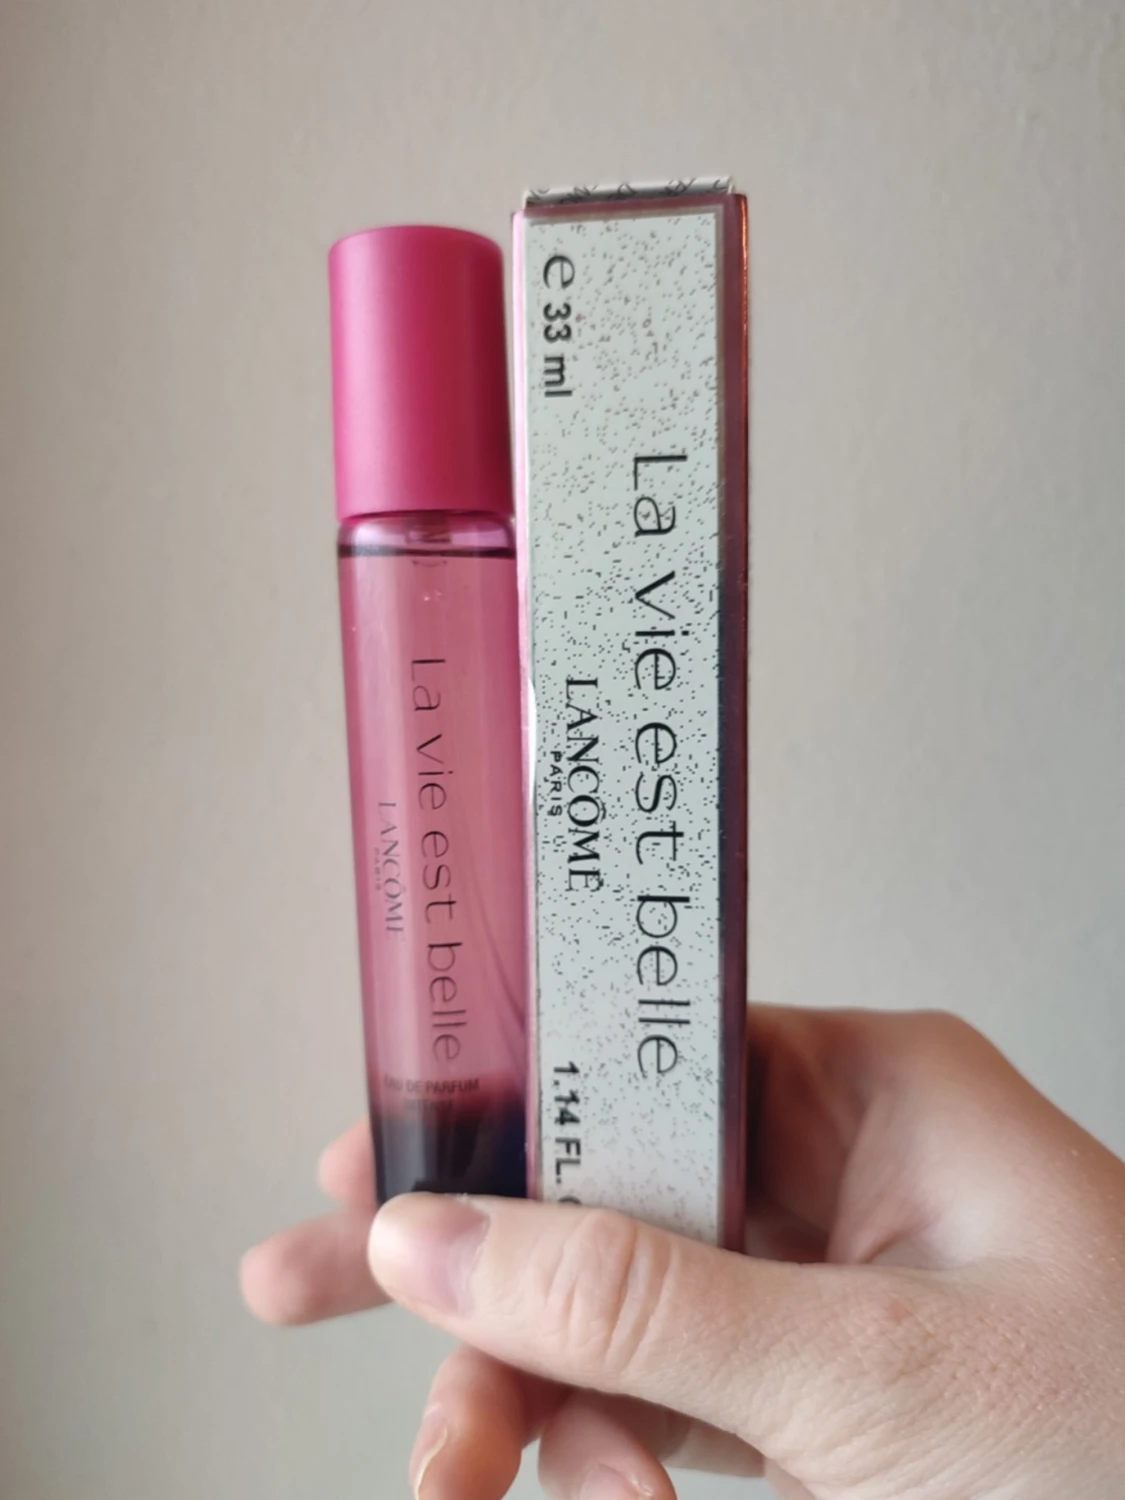 La vie est belle
LANCÔME
PARIS
EAU DE PARFUM
e 33 ml
La vie est belle
LANCÔME
PARIS
1.14 FL.